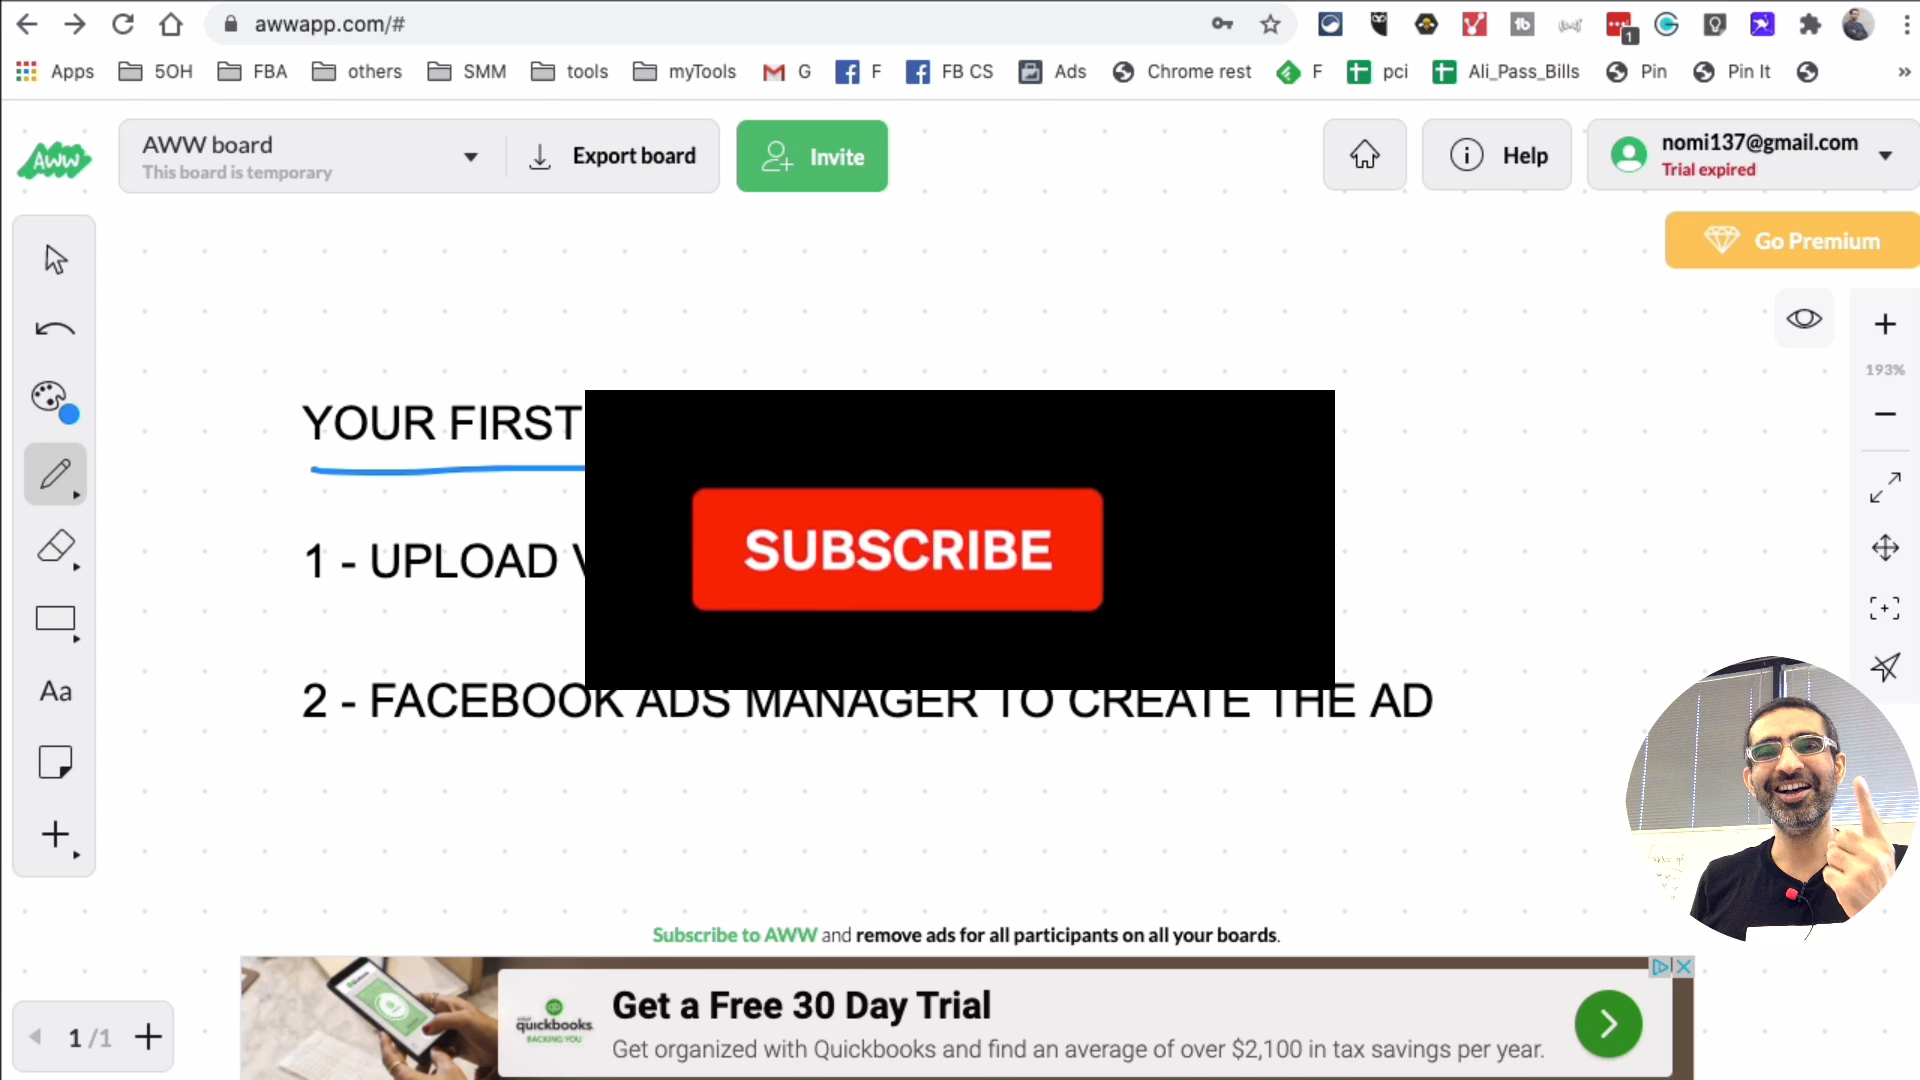 awwapp.com/#
1
Apps 5OH FBA others SMM tools myTools G F FB CS Ads Chrome rest F pci Ali_Pass_Bills Pin Pin It »
AWW
AWW board
This board is temporary
Export board
Invite
Help
nomi137@gmail.com
Trial expired
Go Premium
193%
YOUR FIRST
1 - UPLOAD
SUBSCRIBE
2 - FACEBOOK ADS MANAGER TO CREATE THE AD
Aa
Subscribe to AWW and remove ads for all participants on all your boards.
Get a Free 30 Day Trial
quickbooks
BACKING YOU
Get organized with Quickbooks and find an average of over $2,100 in tax savings per year.
1 /1